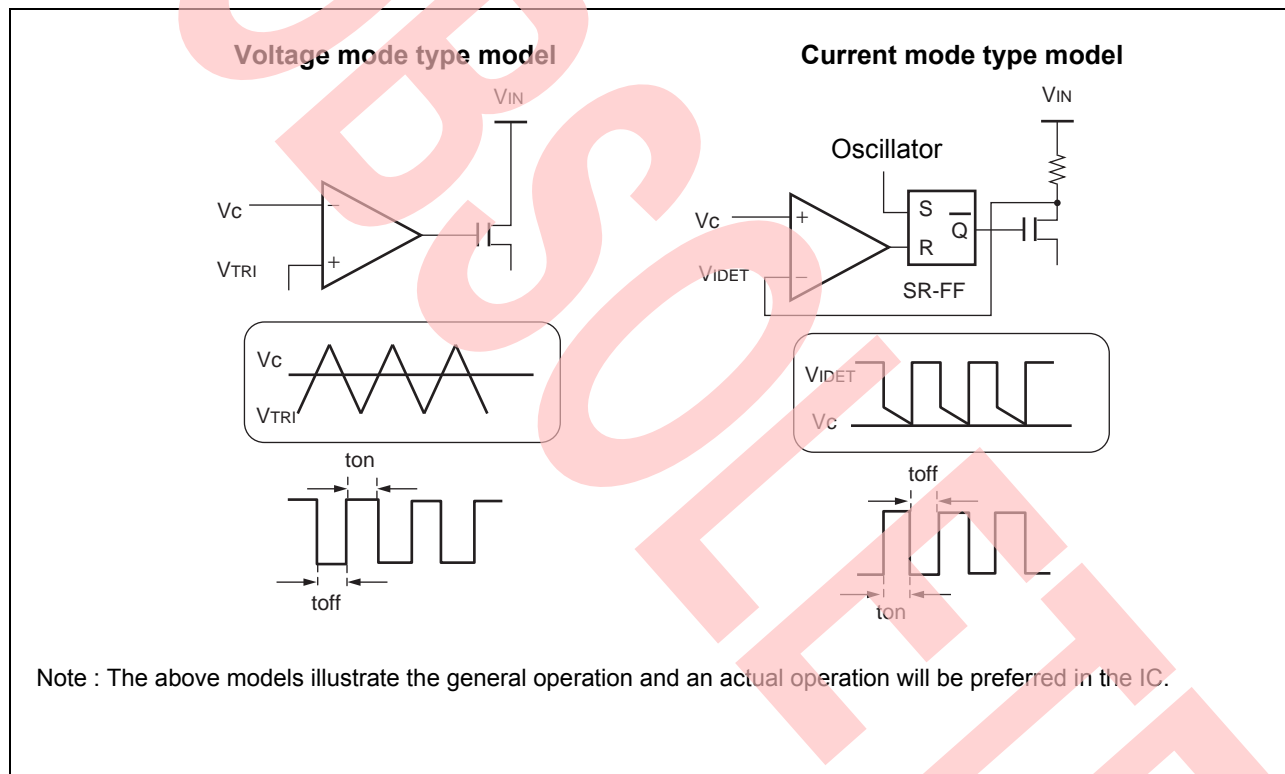 Voltage mode type model
VIN
Vc
−
VTRI
+
Vc
VTRI
ton
toff
Current mode type model
VIN
Oscillator
Vc
+
S
Q
R
VIDET
−
SR-FF
VIDET
Vc
toff
ton
Note : The above models illustrate the general operation and an actual operation will be preferred in the IC.
OBSOLETE